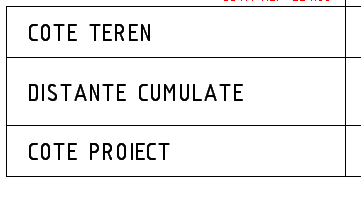 COTE TEREN
DISTANTE CUMULATE
COTE PROIECT